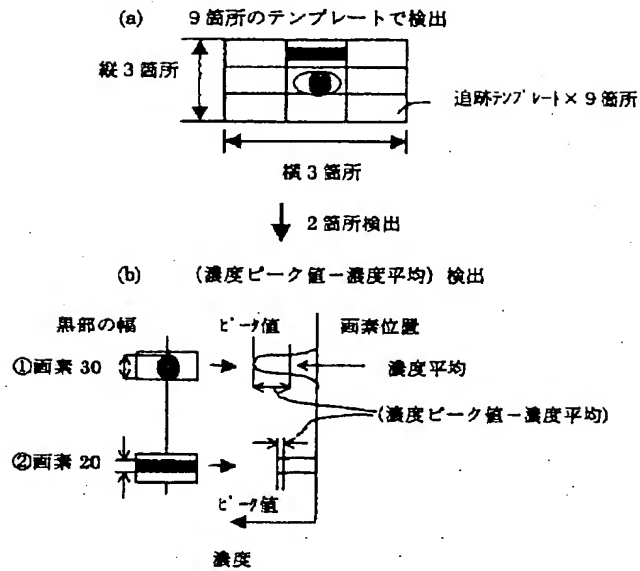 (a) 9箇所のテンプレートで検出
縦3箇所
追跡テンプレート×9箇所
横3箇所
2箇所検出
(b) (濃度ピーク値－濃度平均) 検出
黒部の幅 ピーク値 画素位置
①画素30 濃度平均
(濃度ピーク値－濃度平均)
②画素20
ピーク値
濃度